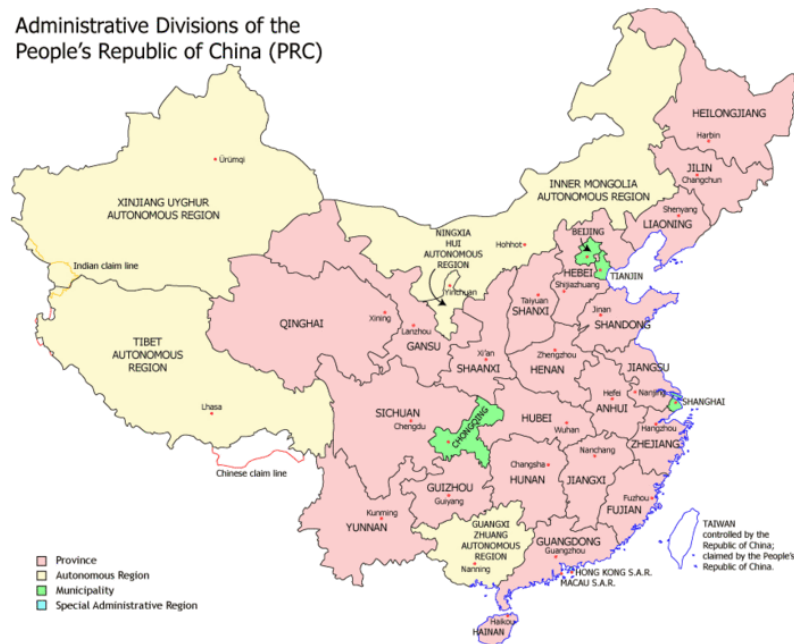 Administrative Divisions of the
People's Republic of China (PRC)
HEILONGJIANG
Harbin
JILIN
Changchun
Ürümqi
XINJIANG UYGHUR
AUTONOMOUS REGION
INNER MONGOLIA
AUTONOMOUS REGION
Shenyang
LIAONING
NINGXIA
HUI
AUTONOMOUS
REGION
Hohhot
BEIJING
Indian claim line
HEBEI
TIANJIN
Yinchuan
Shijiazhuang
Taiyuan
SHANXI
QINGHAI
Xining
Jinan
SHANDONG
Lanzhou
GANSU
TIBET
AUTONOMOUS
REGION
Xi'an
SHAANXI
Zhengzhou
HENAN
JIANGSU
Lhasa
SICHUAN
Chengdu
CHONGQING
HUBEI
Wuhan
Hefei
ANHUI
Nanjing
SHANGHAI
Hangzhou
ZHEJIANG
Chinese claim line
Changsha
HUNAN
Nanchang
JIANGXI
GUIZHOU
Guiyang
Fuzhou
FUJIAN
Kunming
YUNNAN
GUANGXI
ZHUANG
AUTONOMOUS
REGION
Nanning
GUANGDONG
Guangzhou
TAIWAN
controlled by the
Republic of China;
claimed by the People's
Republic of China.
HONG KONG S.A.R.
MACAU S.A.R.
Haikou
HAINAN
Province
Autonomous Region
Municipality
Special Administrative Region